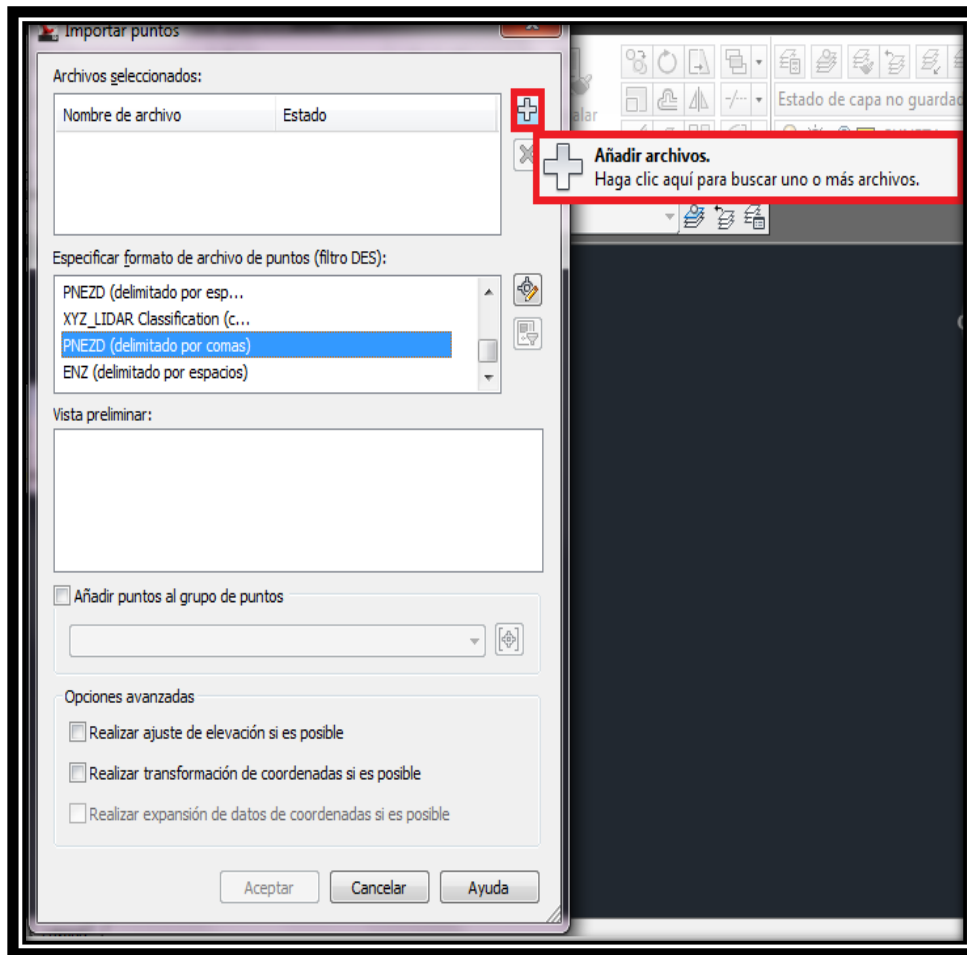 Importar puntos
Archivos seleccionados:
Nombre de archivo Estado
Añadir archivos.
Haga clic aquí para buscar uno o más archivos.
Estado de capa no guardad
Especificar formato de archivo de puntos (filtro DES):
PNEZD (delimitado por esp...
XYZ_LIDAR Classification (c...
PNEZD (delimitado por comas)
ENZ (delimitado por espacios)
Vista preliminar:
Añadir puntos al grupo de puntos
Opciones avanzadas
Realizar ajuste de elevación si es posible
Realizar transformación de coordenadas si es posible
Realizar expansión de datos de coordenadas si es posible
Aceptar Cancelar Ayuda